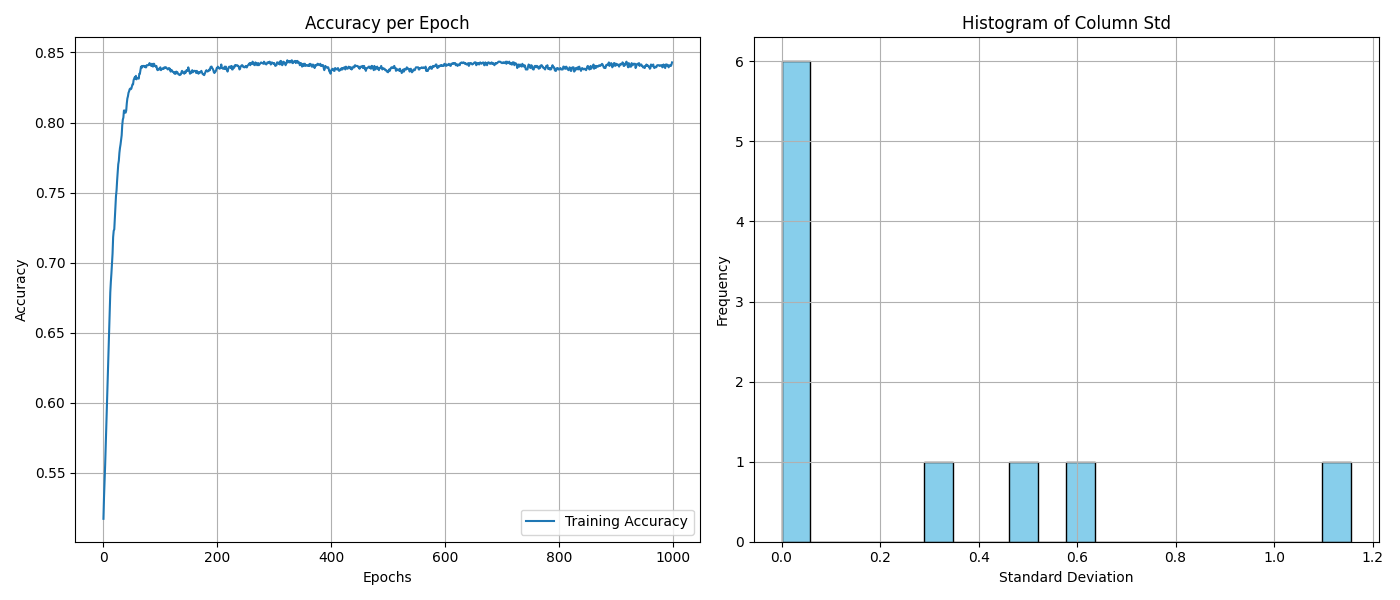 Accuracy per Epoch
Accuracy
0.85
0.80
0.75
0.70
0.65
0.60
0.55
0 200 400 600 800 1000
Epochs
Training Accuracy
Histogram of Column Std
Frequency
6
5
4
3
2
1
0
0.0 0.2 0.4 0.6 0.8 1.0 1.2
Standard Deviation